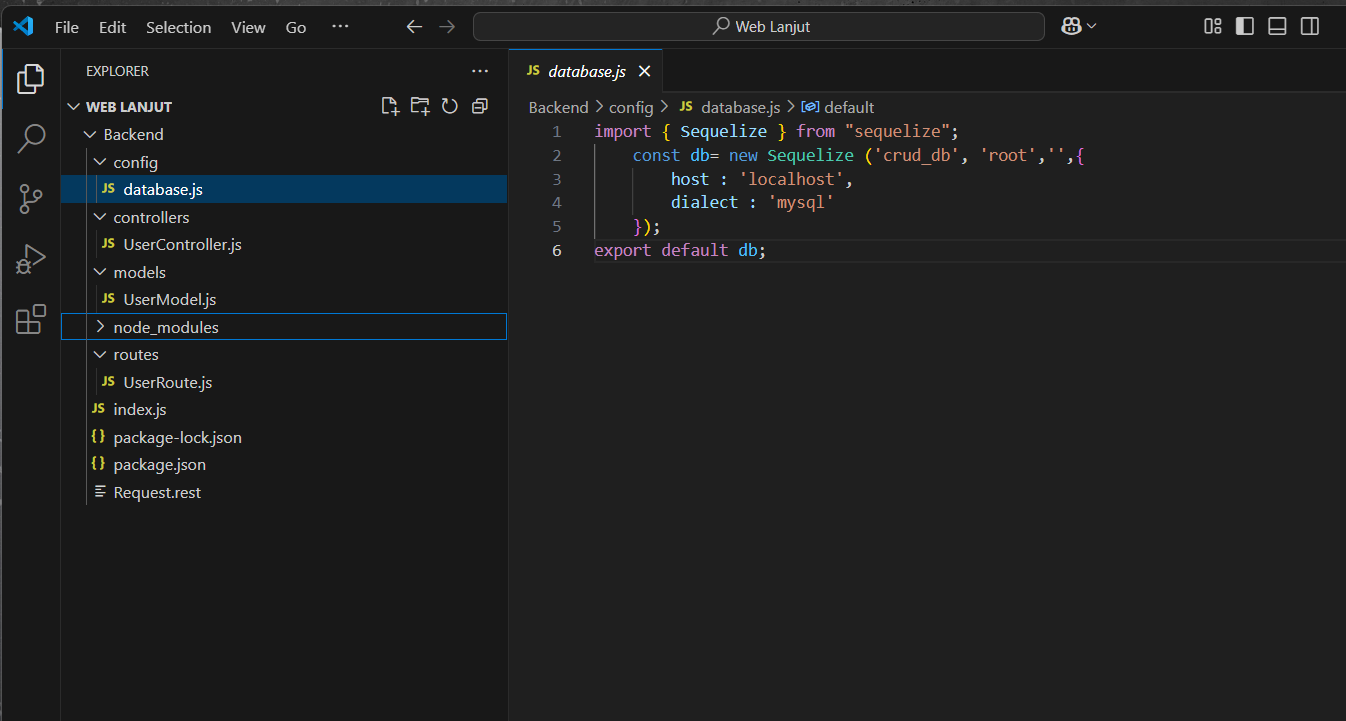 File Edit Selection View Go ··· Web Lanjut
EXPLORER ···
WEB LANJUT
Backend
config
JS database.js
controllers
JS UserController.js
models
JS UserModel.js
node_modules
routes
JS UserRoute.js
JS index.js
{} package-lock.json
{} package.json
Request.rest
JS database.js
Backend > config > JS database.js > default
1 import { Sequelize } from "sequelize";
2 const db= new Sequelize ('crud_db', 'root','',{
3 host : 'localhost',
4 dialect : 'mysql'
5 });
6 export default db;